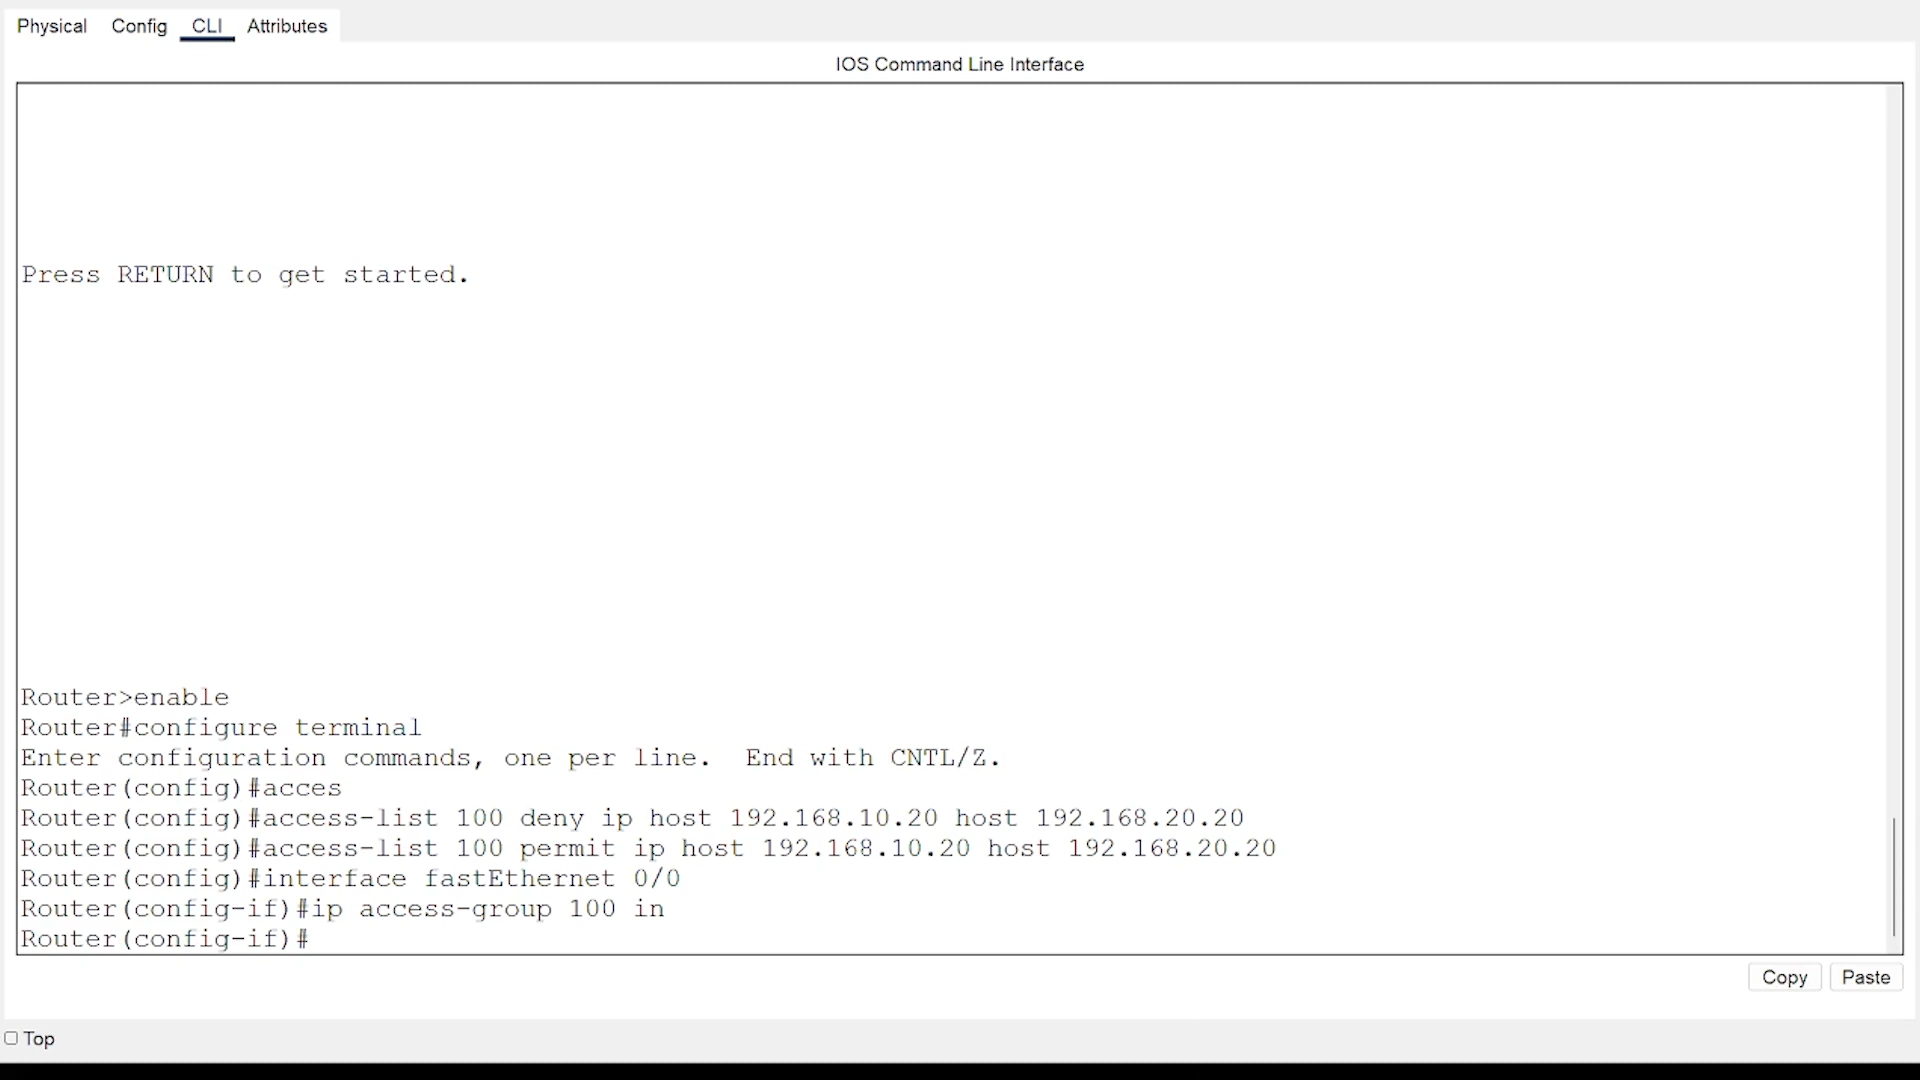 Physical Config CLI Attributes
IOS Command Line Interface
Press RETURN to get started.
Router>enable
Router#configure terminal
Enter configuration commands, one per line.  End with CNTL/Z.
Router(config)#acces
Router(config)#access-list 100 deny ip host 192.168.10.20 host 192.168.20.20
Router(config)#access-list 100 permit ip host 192.168.10.20 host 192.168.20.20
Router(config)#interface fastEthernet 0/0
Router(config-if)#ip access-group 100 in
Router(config-if)#
Copy Paste
Top